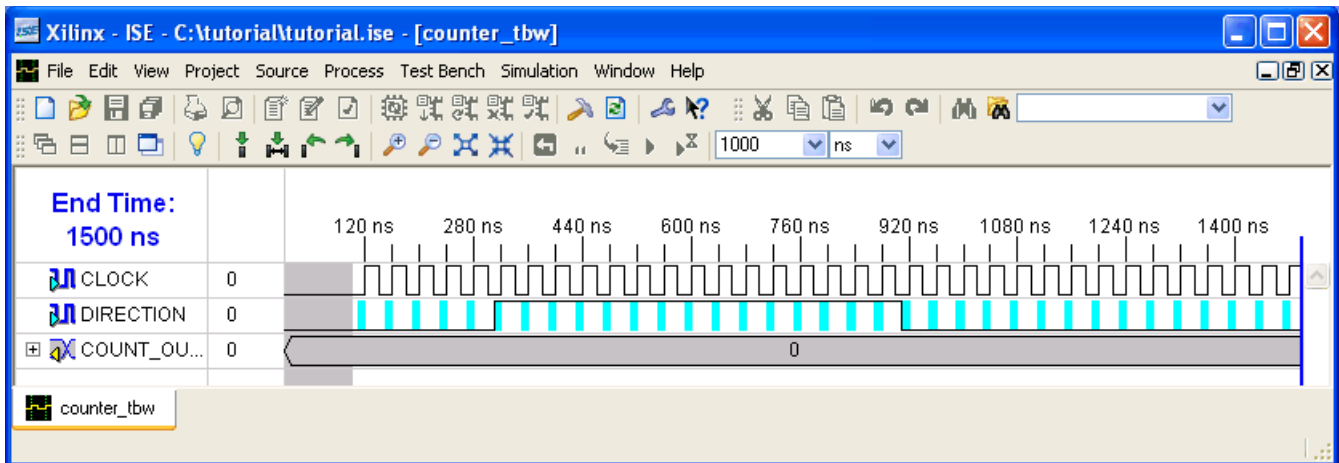 Xilinx - ISE - C:\tutorial\tutorial.ise - [counter_tbw]
File Edit View Project Source Process Test Bench Simulation Window Help
1000 ns
End Time:
1500 ns
120 ns 280 ns 440 ns 600 ns 760 ns 920 ns 1080 ns 1240 ns 1400 ns
CLOCK 0
DIRECTION 0
COUNT_OU... 0 0
counter_tbw